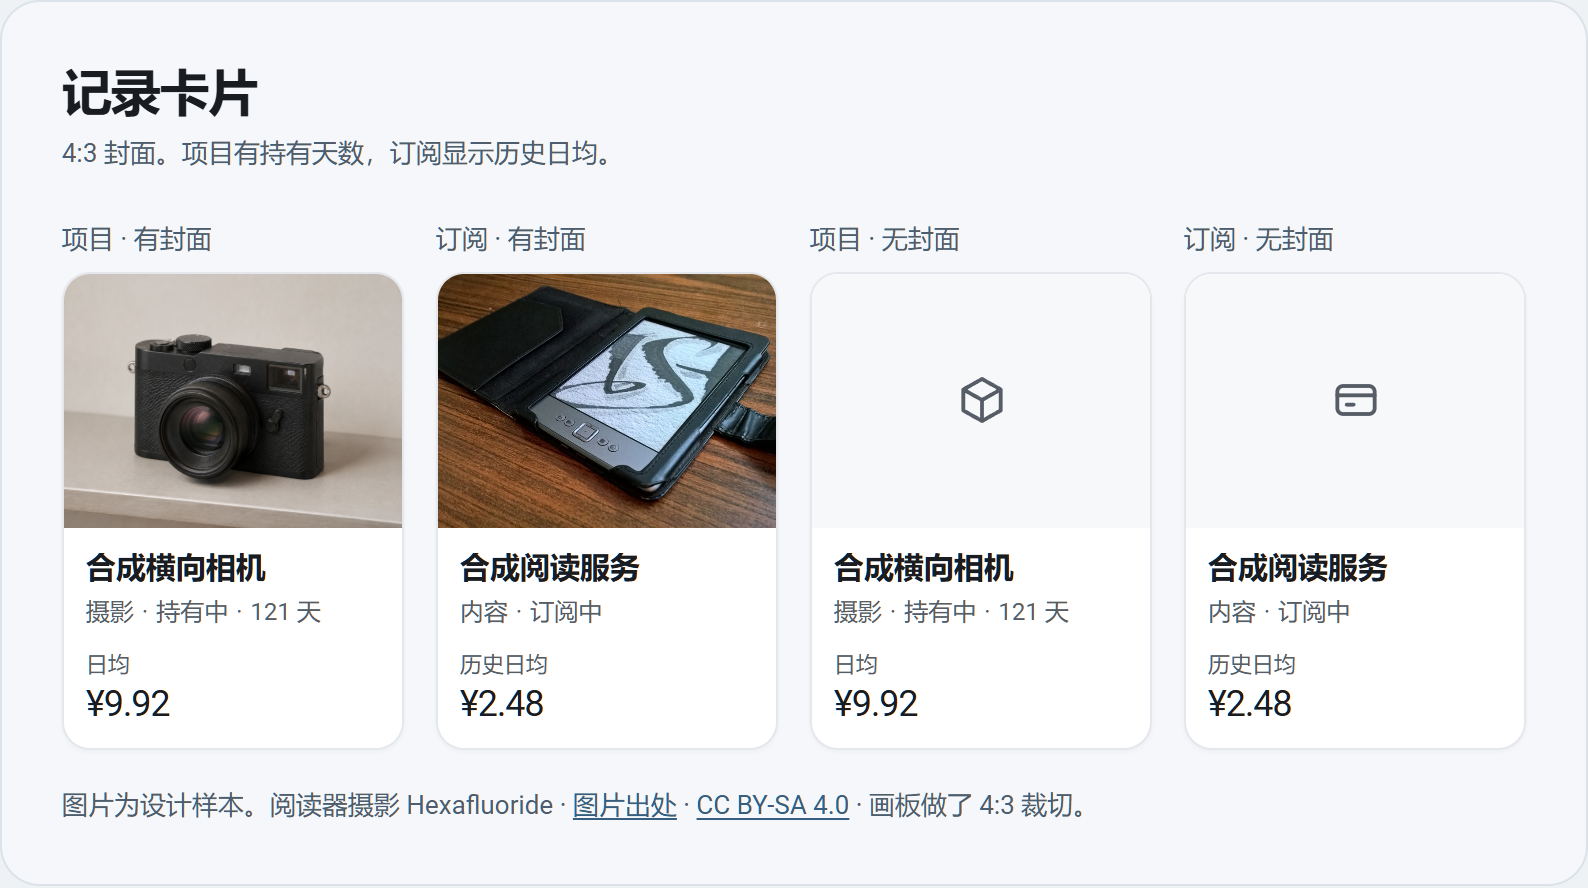 记录卡片
4:3 封面。项目有持有天数，订阅显示历史日均。
项目 · 有封面
订阅 · 有封面
项目 · 无封面
订阅 · 无封面
合成横向相机
摄影 · 持有中 · 121 天
日均
¥9.92
合成阅读服务
内容 · 订阅中
历史日均
¥2.48
合成横向相机
摄影 · 持有中 · 121 天
日均
¥9.92
合成阅读服务
内容 · 订阅中
历史日均
¥2.48
图片为设计样本。阅读器摄影 Hexafluoride · 图片出处 · CC BY-SA 4.0 · 画板做了 4:3 裁切。